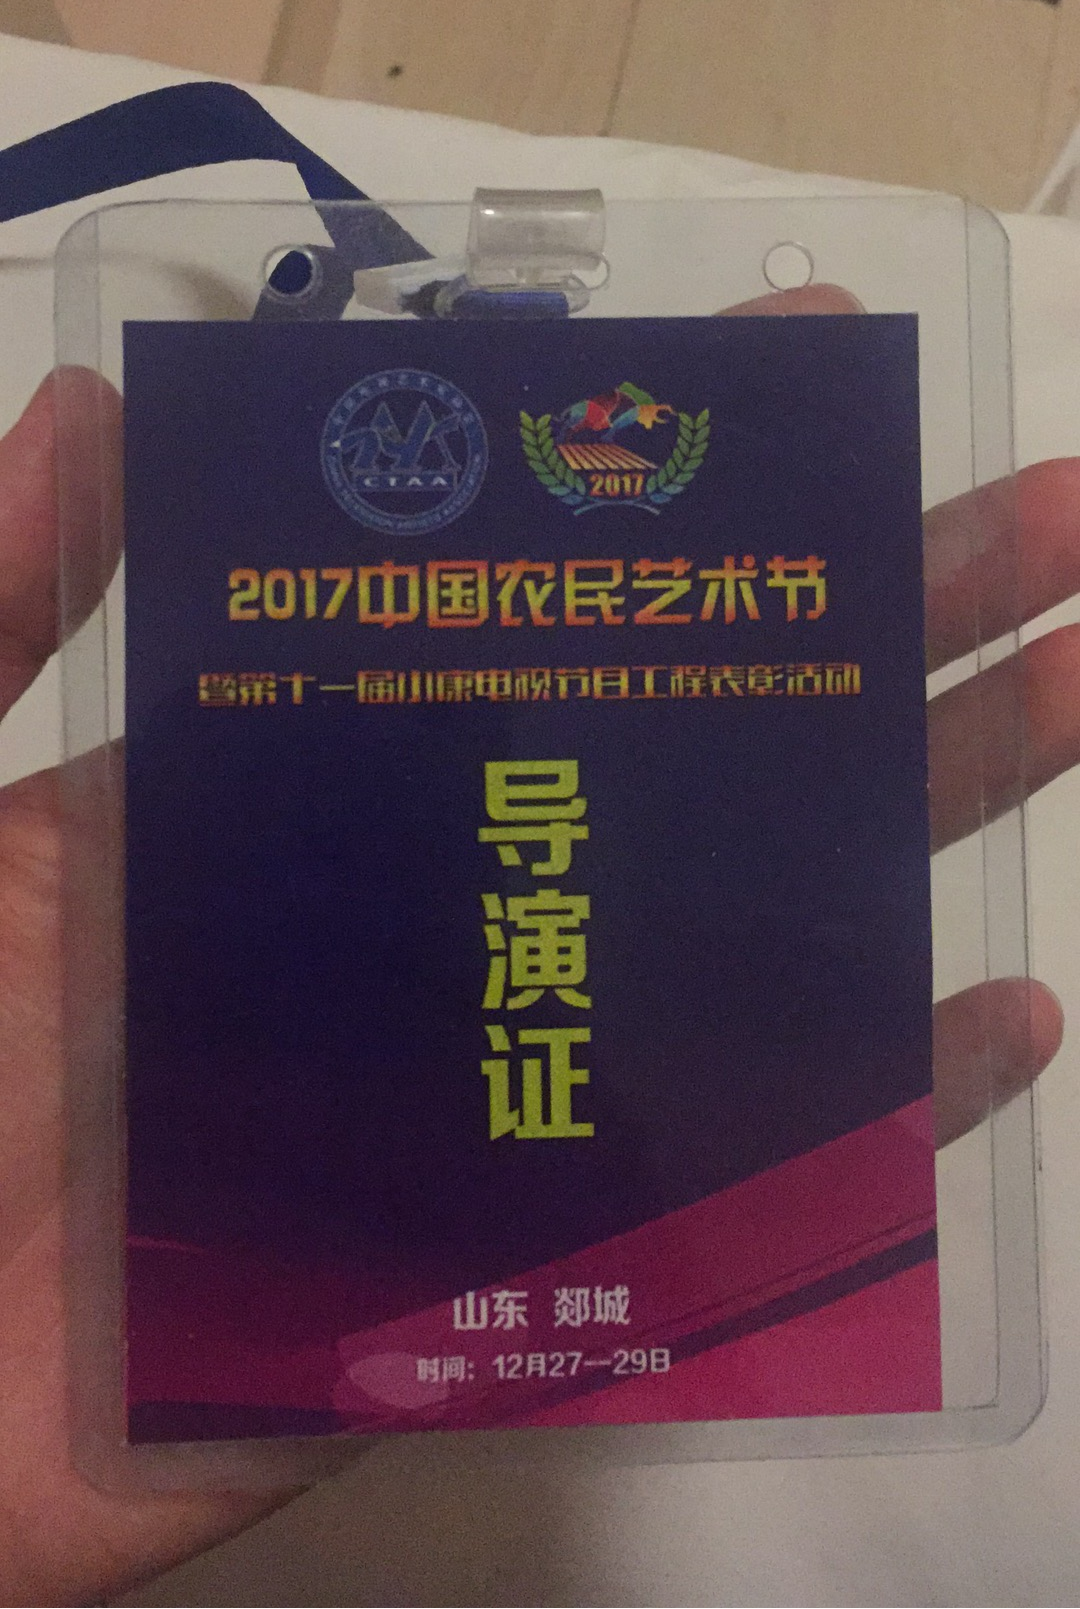 CTAA
2017
2017中国农民艺术节
暨第十一届小康电视节目工程表彰活动
导
演
证
山东 郯城
时间：12月27—29日